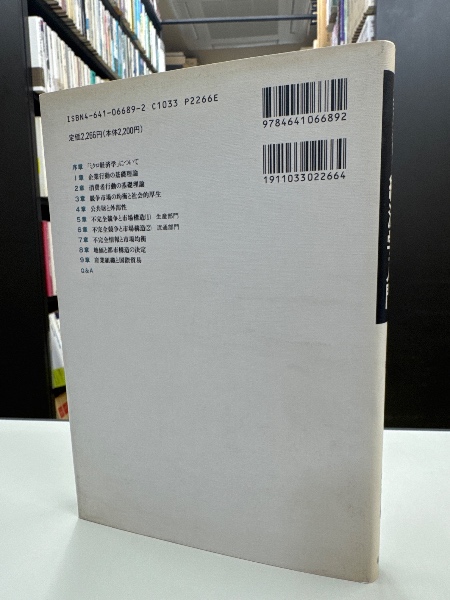 ISBN4-641-06689-2 C1033 P2266E
定価2,266円(本体2,200円)
9784641066892
1911033022664
序章 「ミクロ経済学」について
1章 企業行動の基礎理論
2章 消費者行動の基礎理論
3章 競争市場の均衡と社会的厚生
4章 公共財と外部性
5章 不完全競争と市場構造(1) 生産部門
6章 不完全競争と市場構造(2) 流通部門
7章 不完全情報と市場均衡
8章 地価と都市構造の決定
9章 産業組織と国際貿易
Q&A